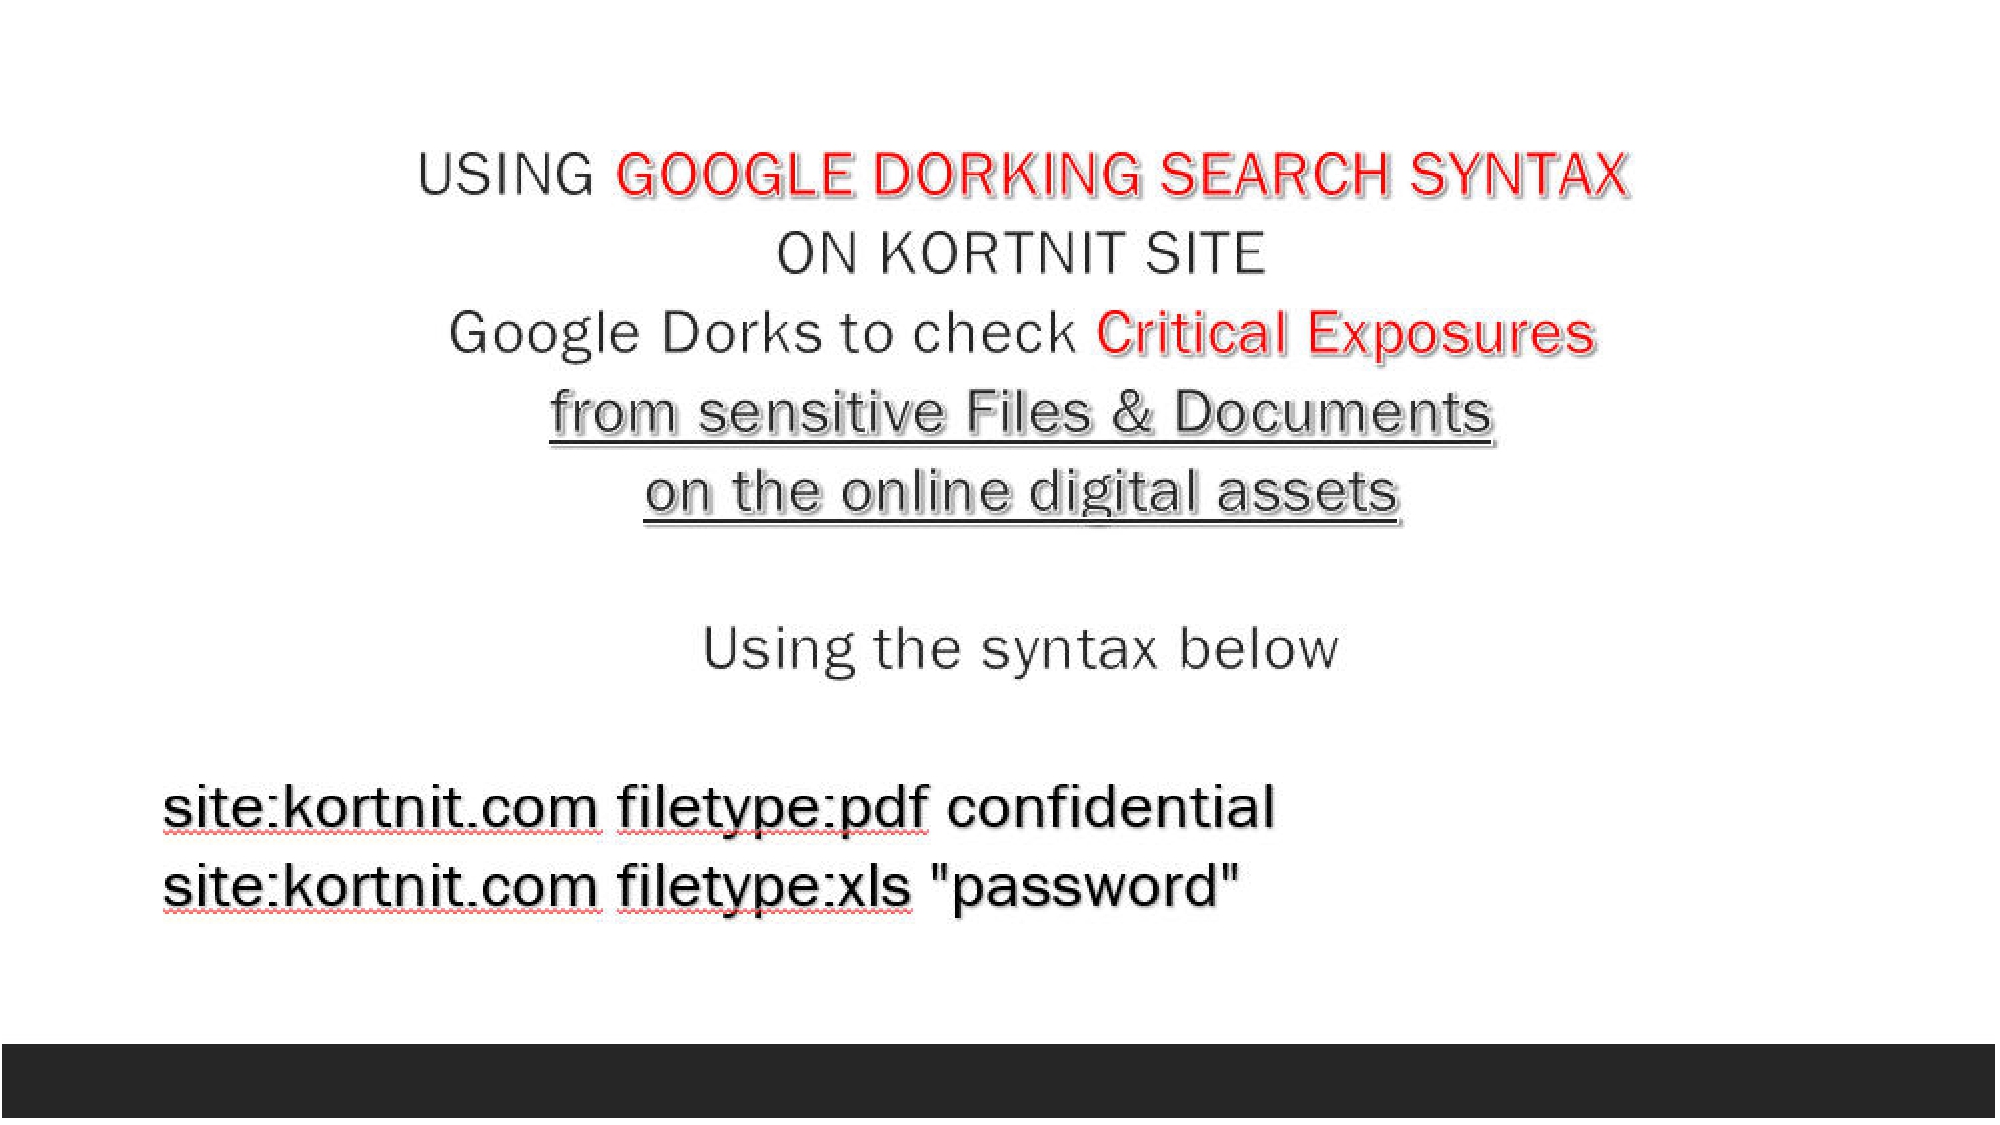 USING GOOGLE DORKING SEARCH SYNTAX
ON KORTNIT SITE
Google Dorks to check Critical Exposures
from sensitive Files & Documents
on the online digital assets
Using the syntax below
site:kortnit.com filetype:pdf confidential
site:kortnit.com filetype:xls "password"